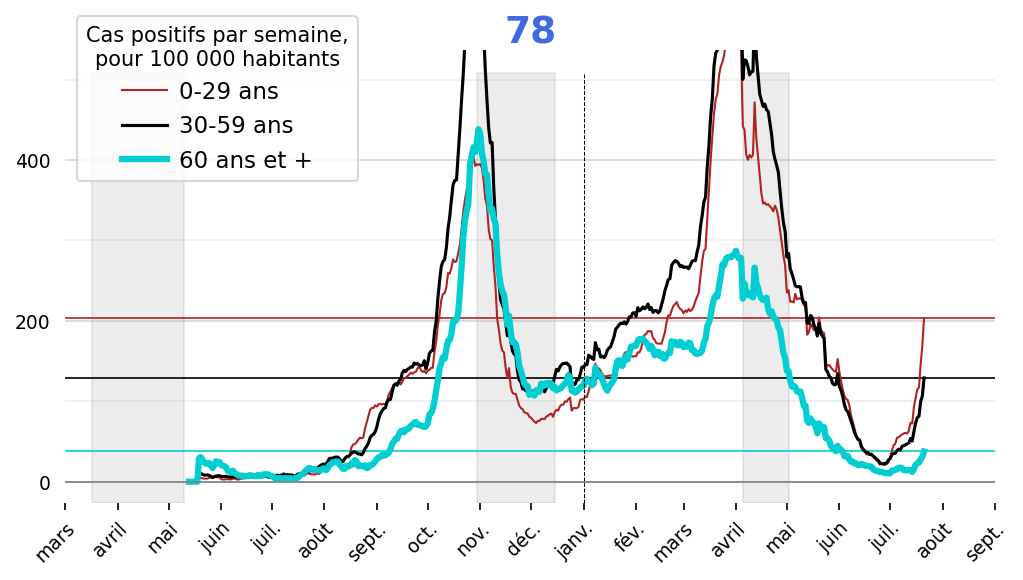 78
Cas positifs par semaine,
pour 100 000 habitants
0-29 ans
30-59 ans
60 ans et +
400
200
0
mars avril mai juin juil. août sept. oct. nov. déc. janv. fév. mars avril mai juin juil. août sept.